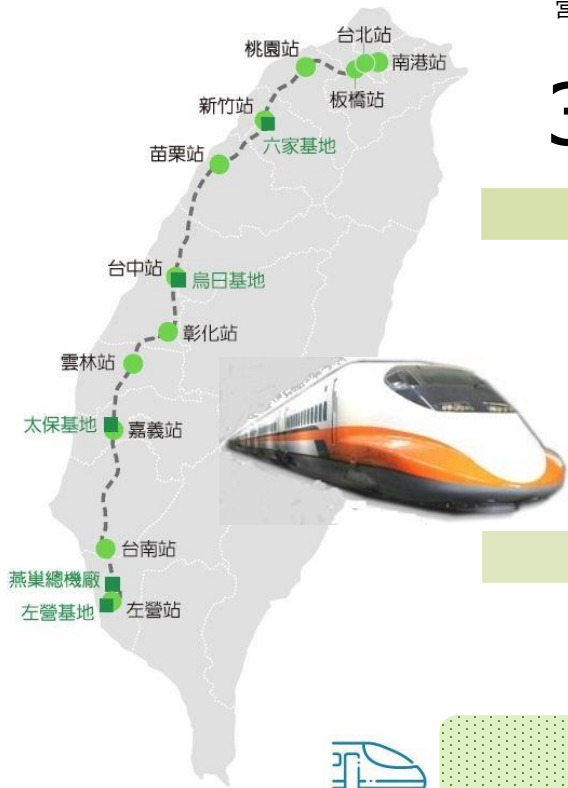 宮
台北站
桃園站
南港站
板橋站
3
新竹站
六家基地
苗栗站
台中站
烏日基地
彰化站
雲林站
太保基地
嘉義站
台南站
燕巢總機廠
左營基地
左營站